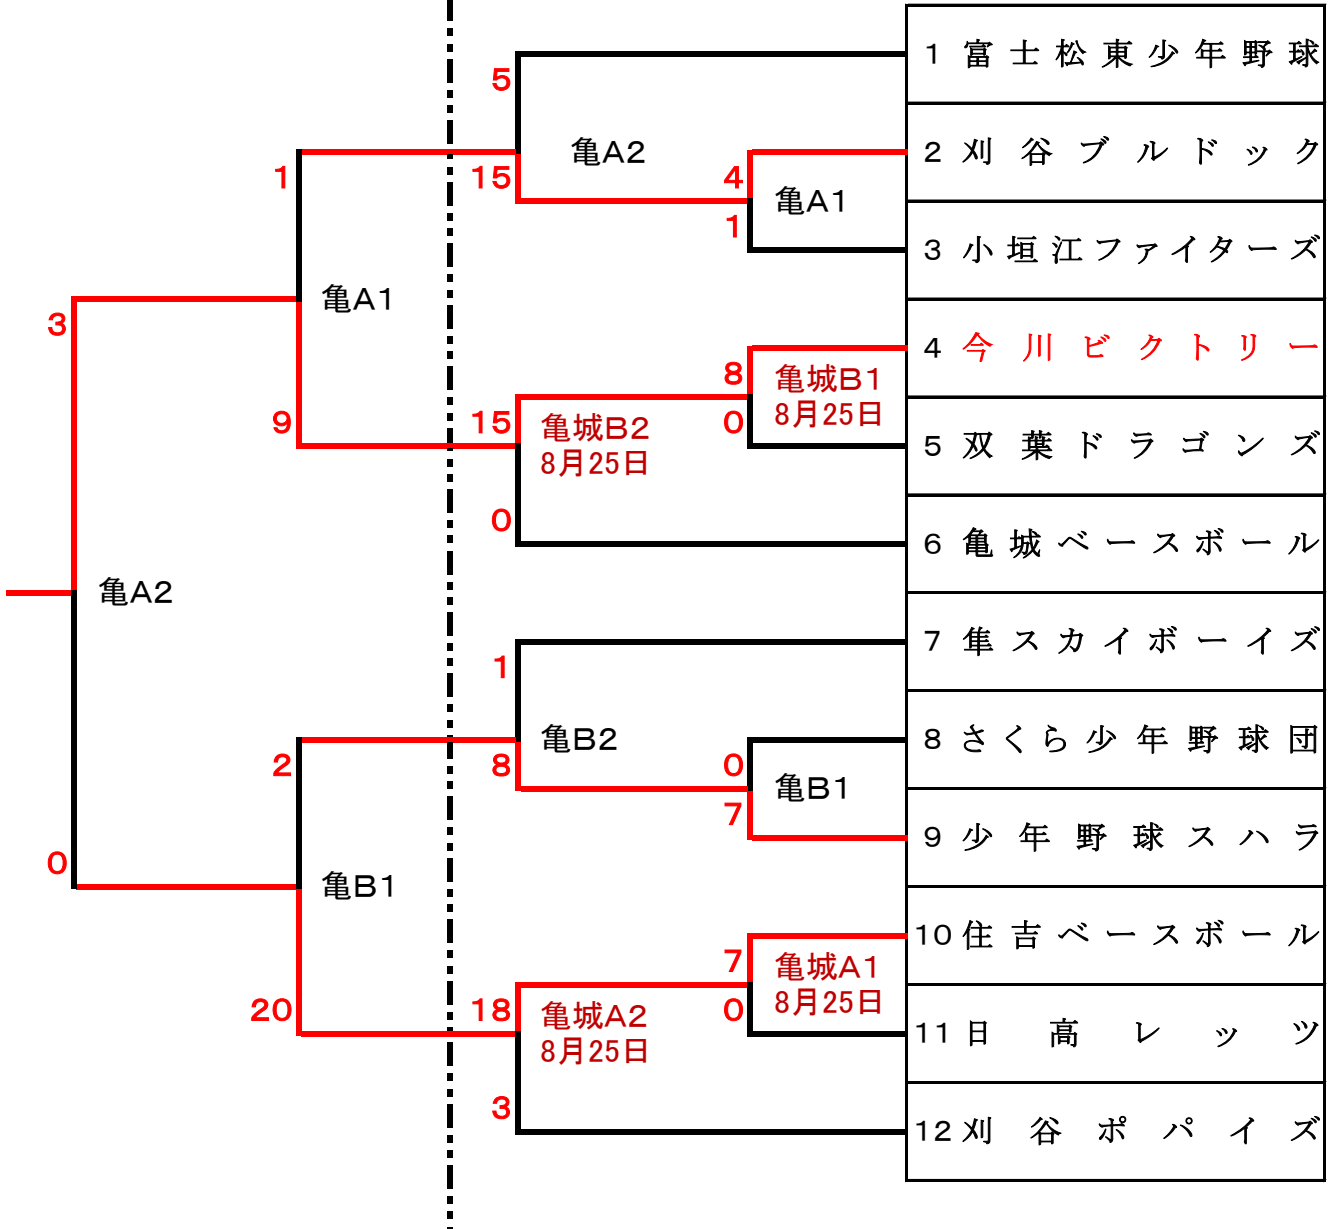 1 富士松東少年野球
5
亀A2
2 刈谷ブルドック
1
15
4
亀A1
1
3 小垣江ファイターズ
亀A1
3
4 今川ビクトリー
8
亀城B1
8月25日
9
15
亀城B2
8月25日
0
5 双葉ドラゴンズ
0
6 亀城ベースボール
亀A2
7 隼スカイボーイズ
1
亀B2
8 さくら少年野球団
2
8
0
亀B1
7
9 少年野球スハラ
0
亀B1
10 住吉ベースボール
7
亀城A1
8月25日
20
18
亀城A2
8月25日
0
11 日高レッツ
3
12 刈谷ポパイズ